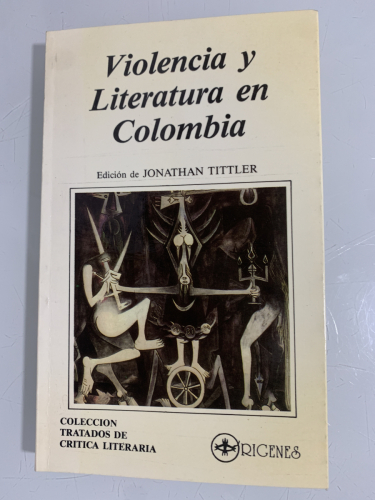 Violencia y
Literatura en
Colombia
Edición de JONATHAN TITTLER
COLECCION
TRATADOS DE
CRITICA LITERARIA
ORIGENES